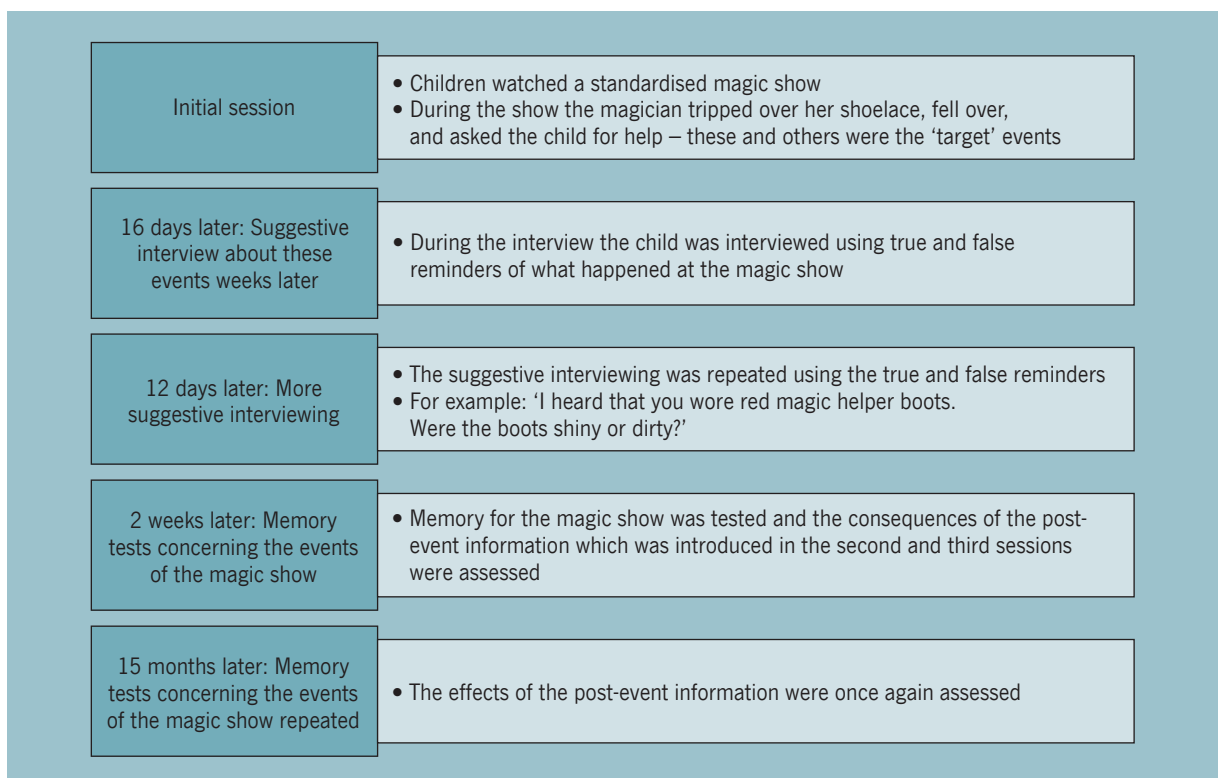 Initial session
• Children watched a standardised magic show
• During the show the magician tripped over her shoelace, fell over,
and asked the child for help – these and others were the ‘target’ events
16 days later: Suggestive
interview about these
events weeks later
• During the interview the child was interviewed using true and false
reminders of what happened at the magic show
12 days later: More
suggestive interviewing
• The suggestive interviewing was repeated using the true and false reminders
• For example: ‘I heard that you wore red magic helper boots.
Were the boots shiny or dirty?’
2 weeks later: Memory
tests concerning the events
of the magic show
• Memory for the magic show was tested and the consequences of the post-
event information which was introduced in the second and third sessions
were assessed
15 months later: Memory
tests concerning the events
of the magic show repeated
• The effects of the post-event information were once again assessed